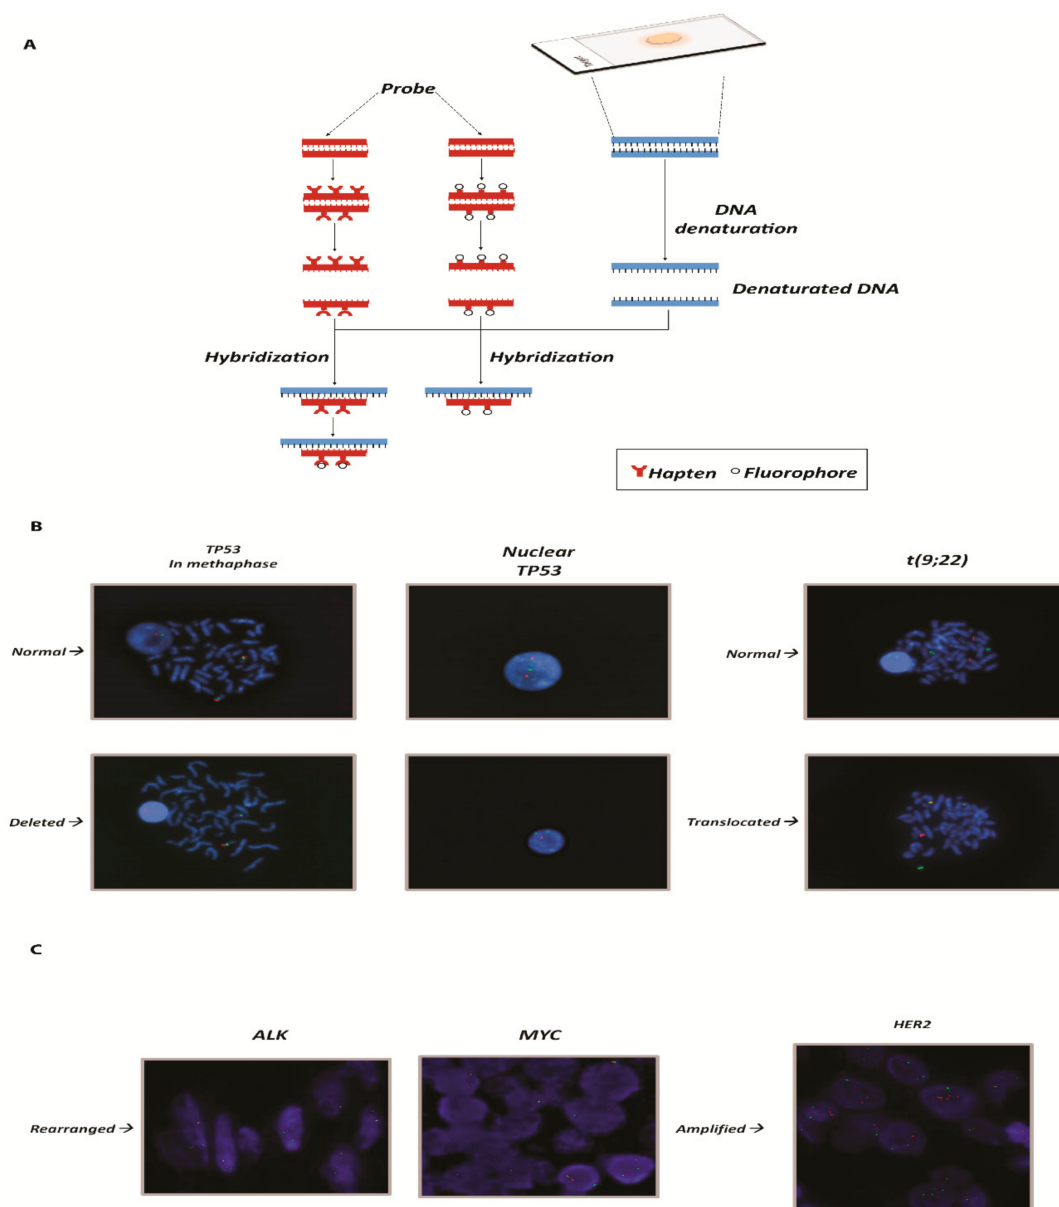 A
Probe
DNA
denaturation
Denaturated DNA
Hybridization
Hybridization
Hapten
Fluorophore
B
TP53
In methaphase
Nuclear
TP53
t(9;22)
Normal →
Normal →
Deleted →
Translocated →
C
ALK
MYC
HER2
Rearranged →
Amplified →